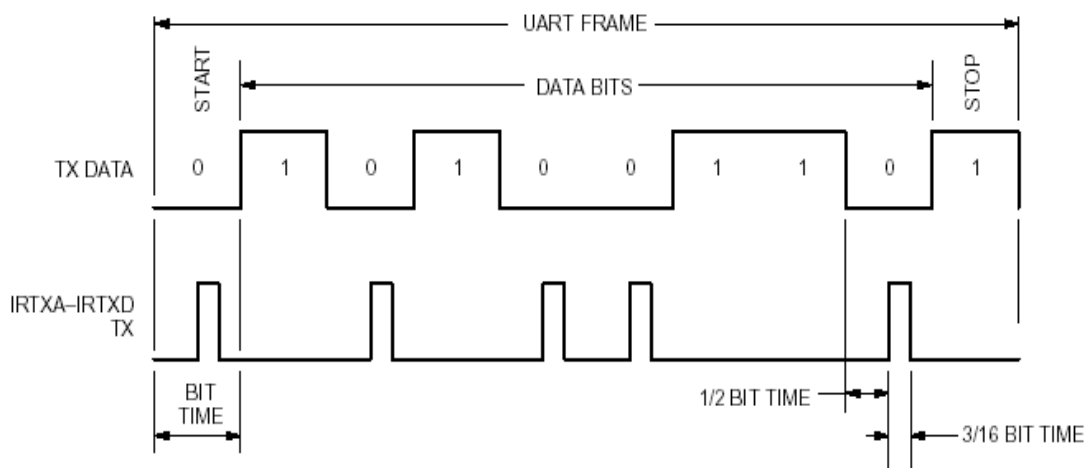 UART FRAME
START
DATA BITS
STOP
TX DATA
0 1 0 1 0 0 1 1 0 1
IRTXA–IRTXD
TX
BIT
TIME
1/2 BIT TIME
3/16 BIT TIME